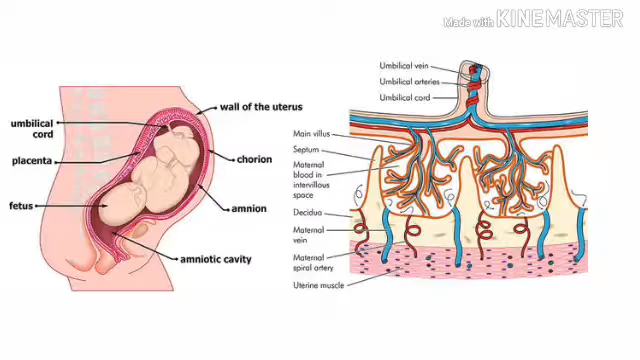 Made with KINEMASTER
wall of the uterus
umbilical
cord
placenta
chorion
fetus
amnion
amniotic cavity
Umbilical vein
Umbilical arteries
Umbilical cord
Main villus
Septum
Maternal
blood in
intervillous
space
Decidua
Maternal
vein
Maternal
spiral artery
Uterine muscle